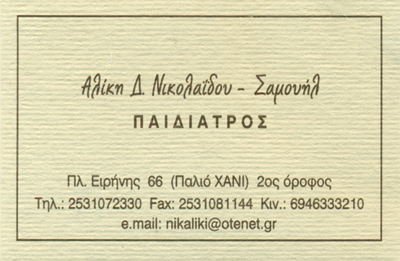 Αλίκη Δ. Νικολαΐδου - Σαμουήλ
ΠΑΙΔΙΑΤΡΟΣ
Πλ. Ειρήνης 66 (Παλιό ΧΑΝΙ) 2ος όροφος
Τηλ.: 2531072330 Fax: 2531081144 Κιν.: 6946333210
e.mail: nikaliki@otenet.gr